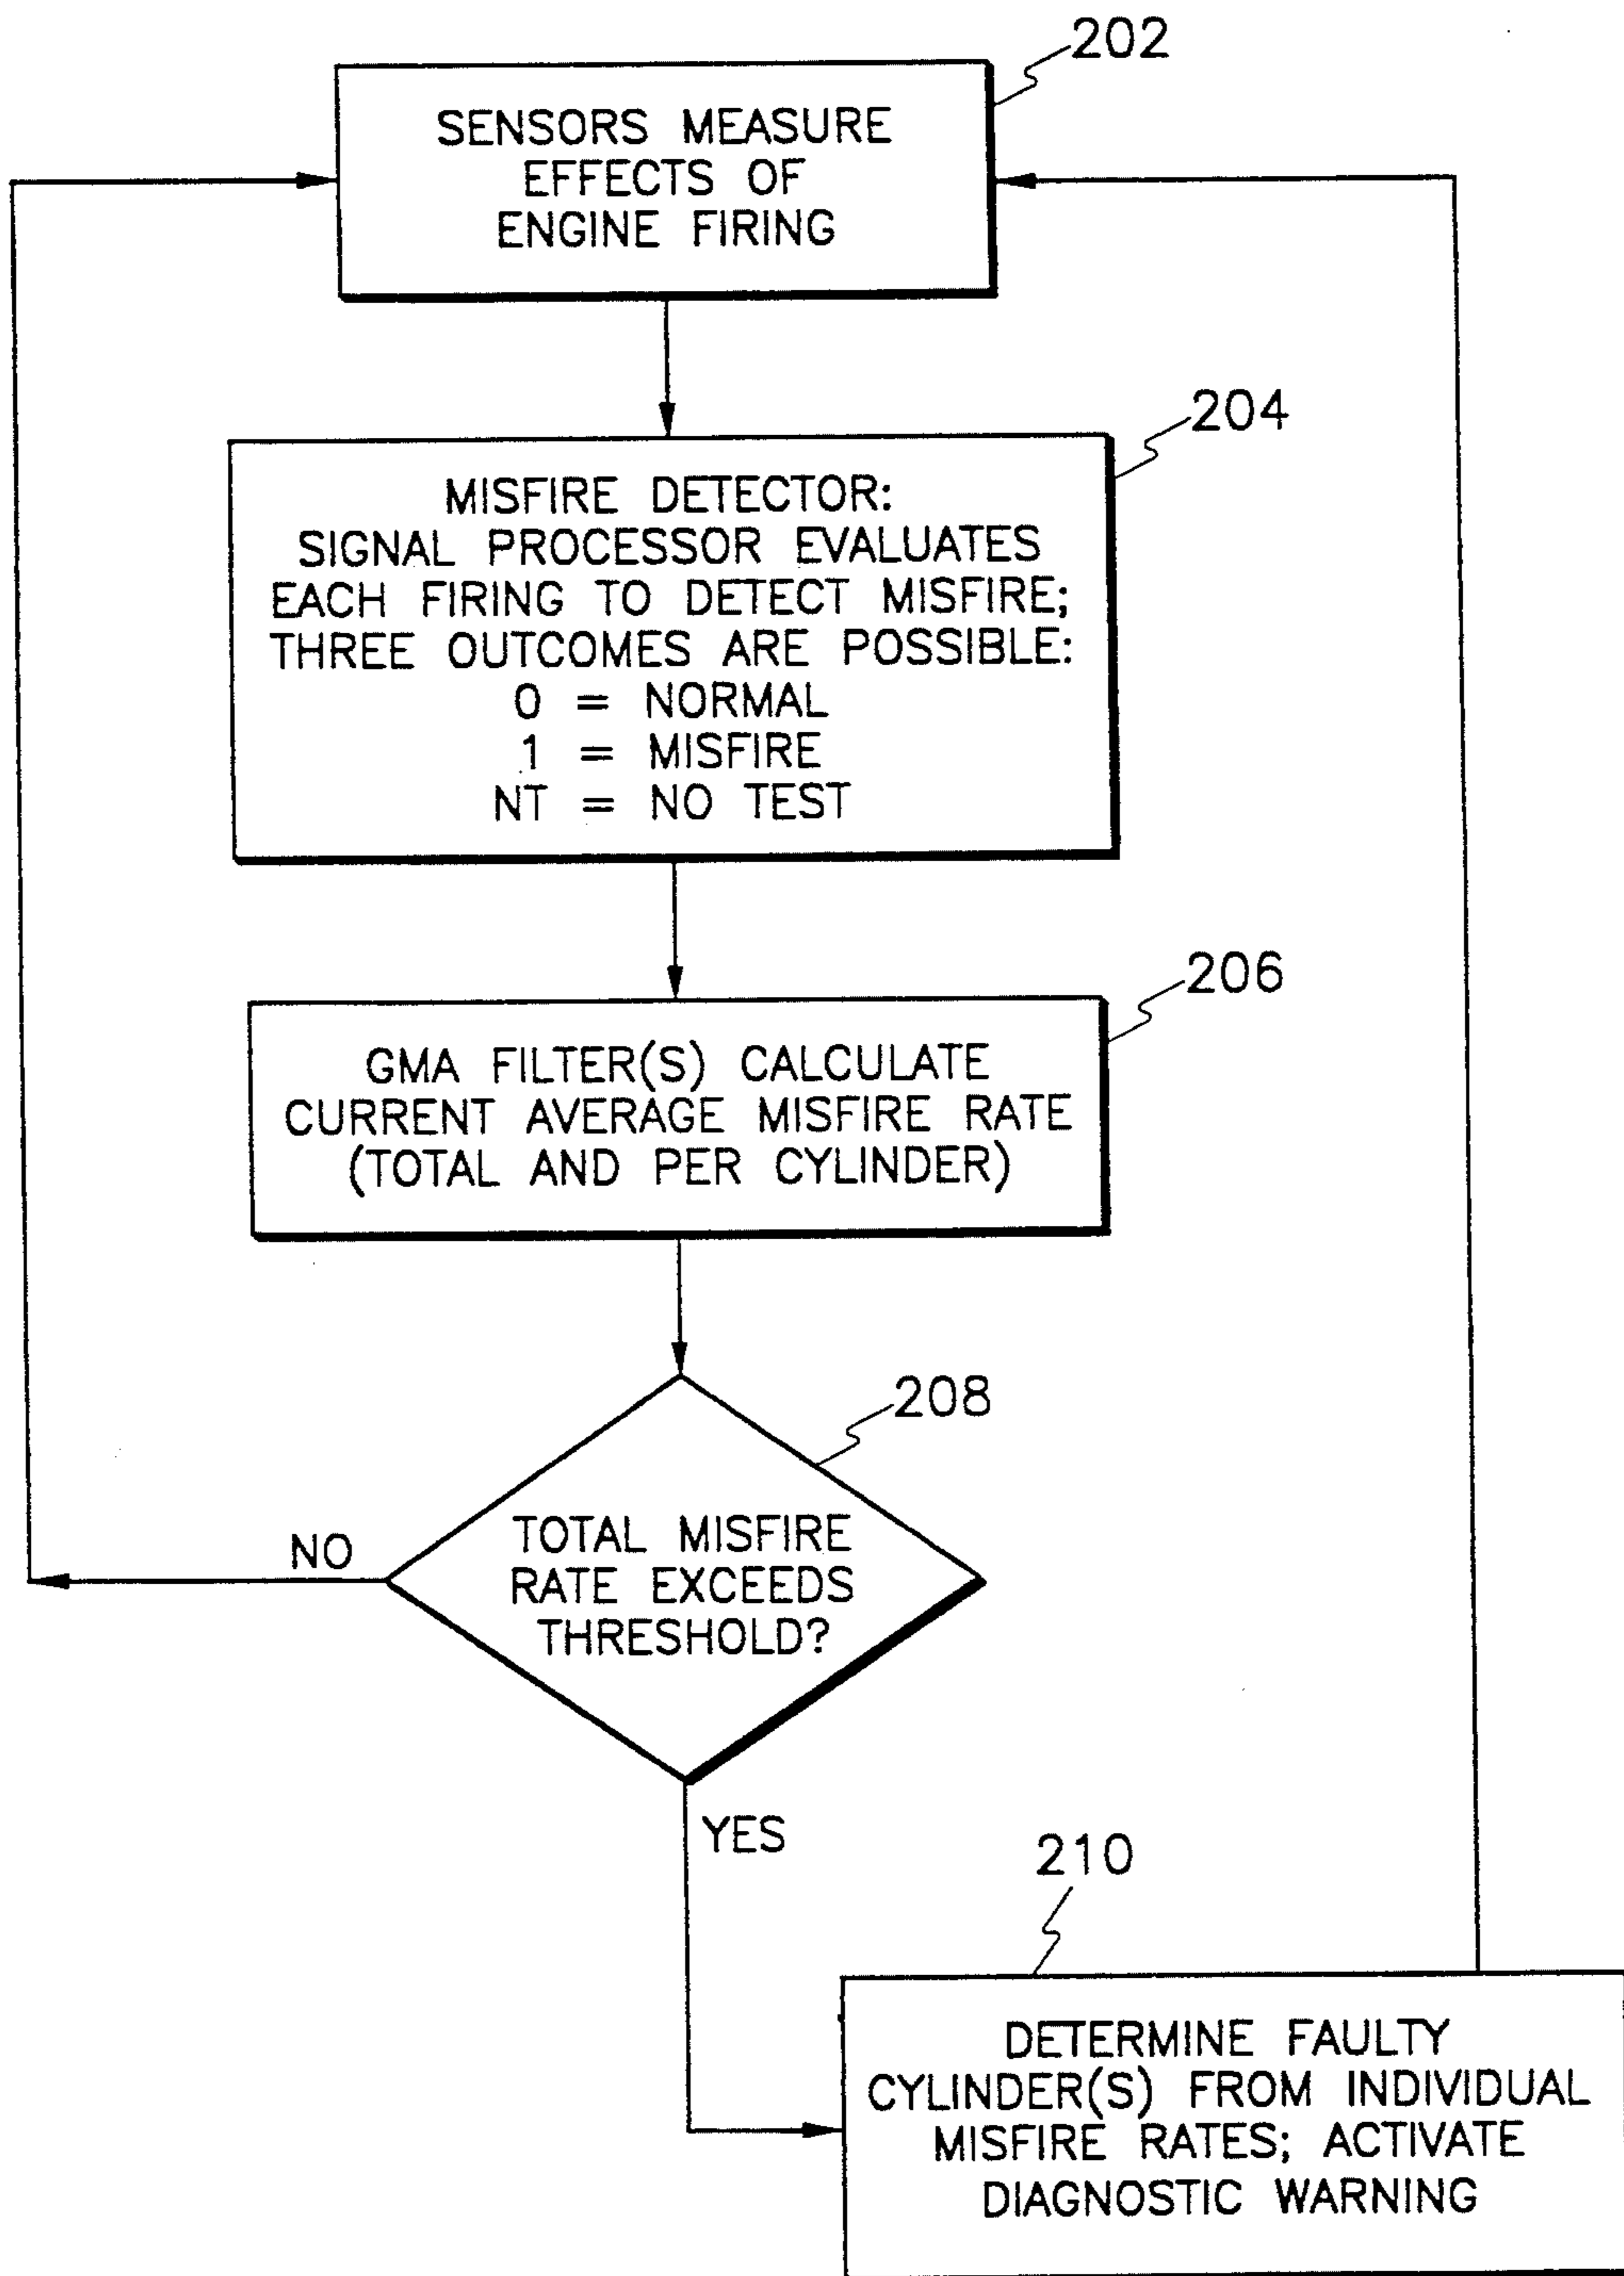 202
SENSORS MEASURE
EFFECTS OF
ENGINE FIRING
204
MISFIRE DETECTOR:
SIGNAL PROCESSOR EVALUATES
EACH FIRING TO DETECT MISFIRE;
THREE OUTCOMES ARE POSSIBLE:
0 = NORMAL
1 = MISFIRE
NT = NO TEST
206
GMA FILTER(S) CALCULATE
CURRENT AVERAGE MISFIRE RATE
(TOTAL AND PER CYLINDER)
208
TOTAL MISFIRE
RATE EXCEEDS
THRESHOLD?
NO
YES
210
DETERMINE FAULTY
CYLINDER(S) FROM INDIVIDUAL
MISFIRE RATES; ACTIVATE
DIAGNOSTIC WARNING